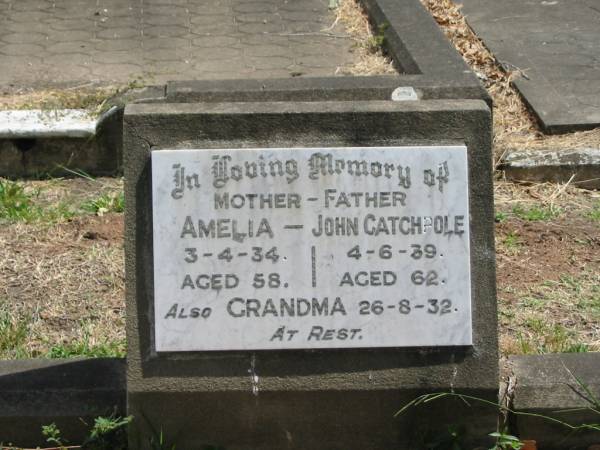 In Loving Memory of
MOTHER - FATHER
AMELIA - JOHN CATCHPOLE
3-4-34. 4-6-39.
AGED 58. AGED 62.
ALSO GRANDMA 26-8-32.
AT REST.